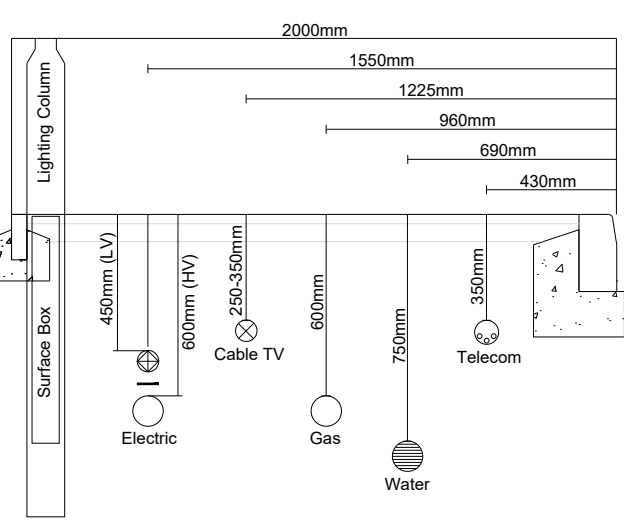 2000mm
1550mm
1225mm
960mm
690mm
430mm
Lighting Column
Surface Box
450mm (LV)
600mm (HV)
250-350mm
600mm
750mm
350mm
Cable TV
Telecom
Electric
Gas
Water